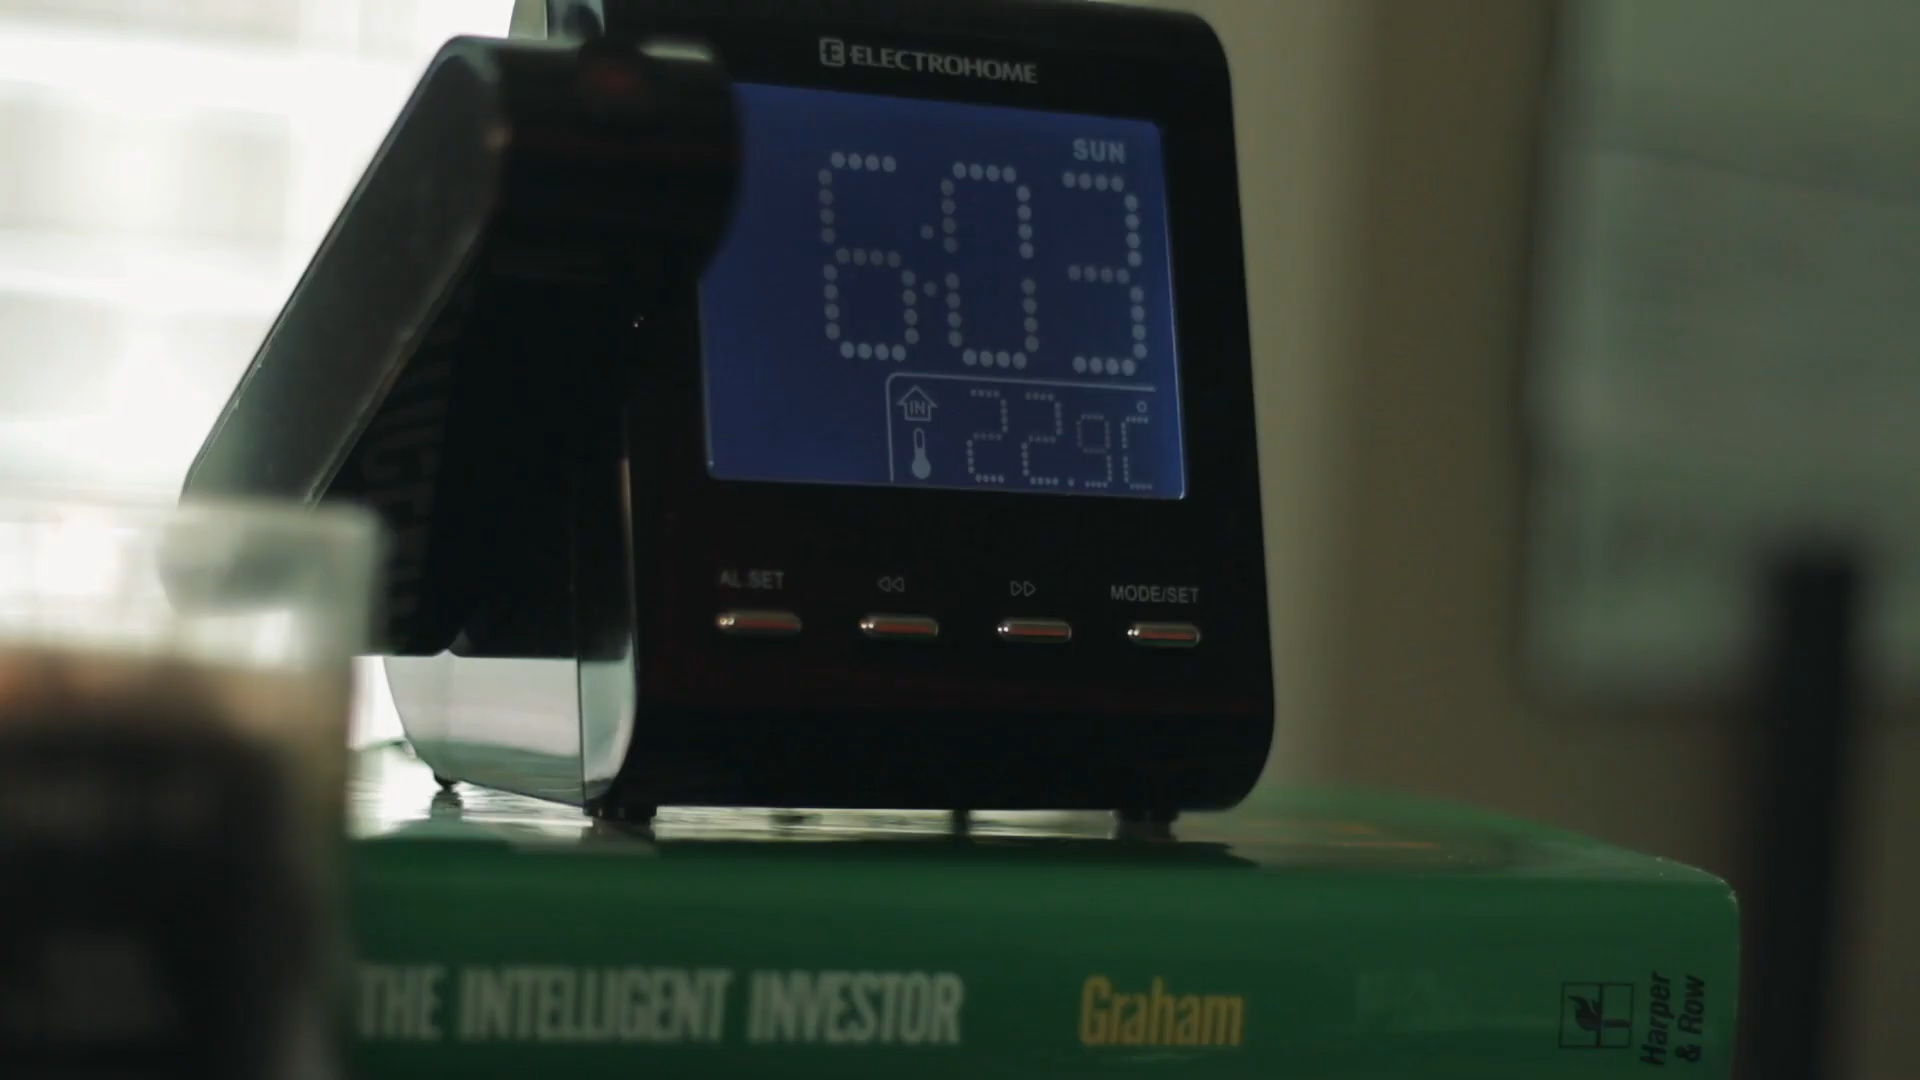 ELECTROHOME
SUN
6:03
IN
22.9°C
AL.SET
MODE/SET
THE INTELLIGENT INVESTOR
Graham
Harper
& Row